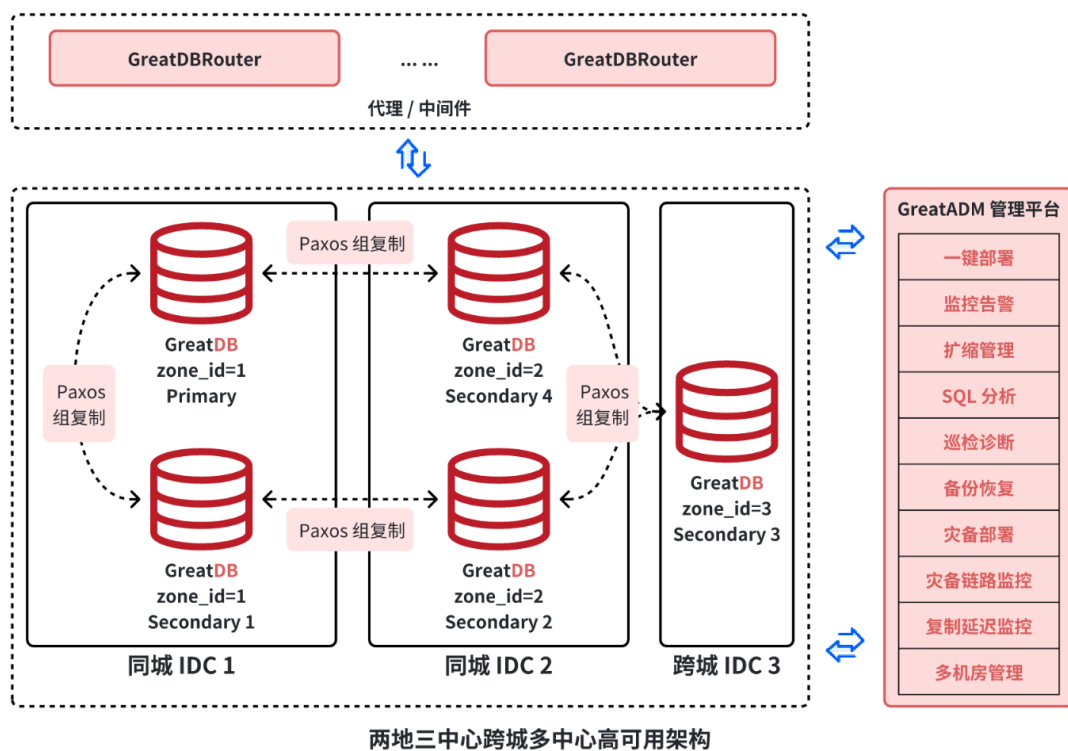 GreatDBRouter
... ...
GreatDBRouter
代理 / 中间件
Paxos 组复制
GreatDB
zone_id=1
Primary
GreatDB
zone_id=2
Secondary 4
Paxos
组复制
Paxos
组复制
GreatDB
zone_id=3
Secondary 3
Paxos 组复制
GreatDB
zone_id=1
Secondary 1
GreatDB
zone_id=2
Secondary 2
同城 IDC 1
同城 IDC 2
跨城 IDC 3
GreatADM 管理平台
一键部署
监控告警
扩缩管理
SQL 分析
巡检诊断
备份恢复
灾备部署
灾备链路监控
复制延迟监控
多机房管理
两地三中心跨城多中心高可用架构